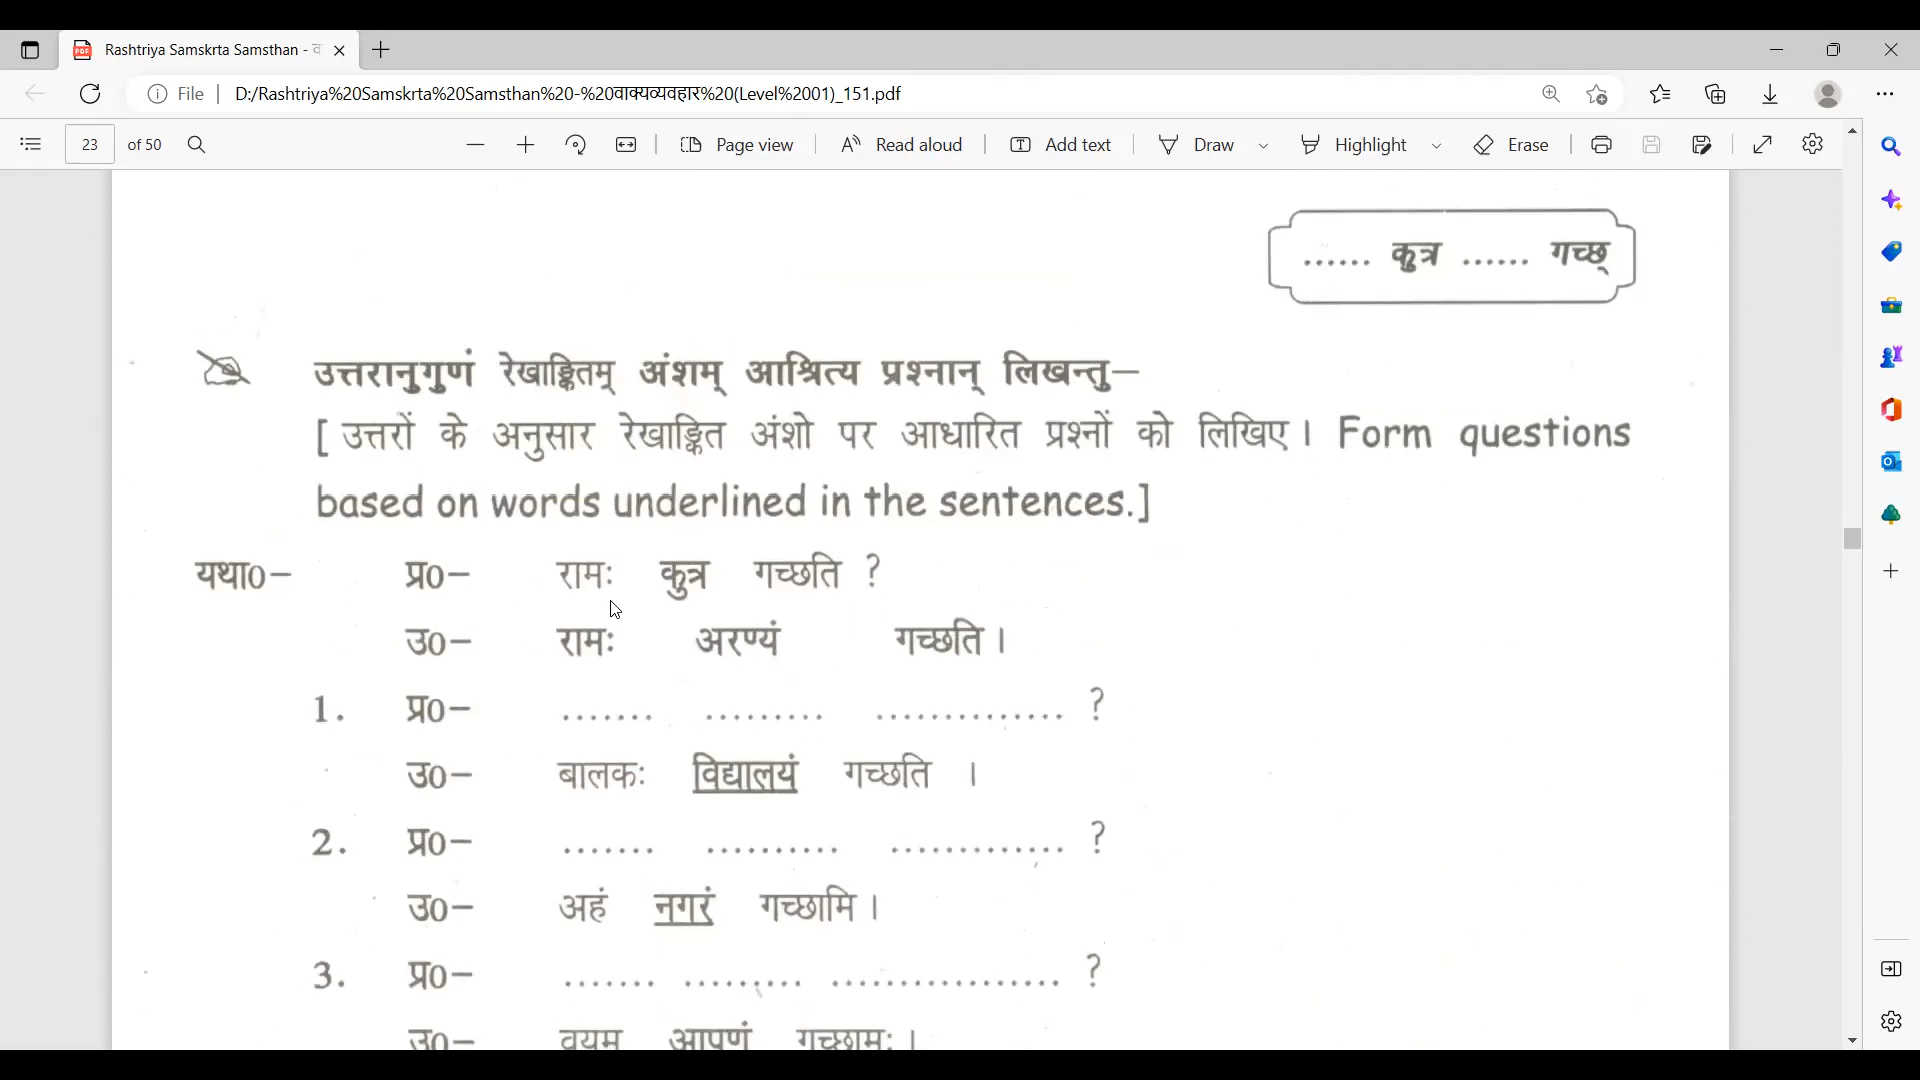 Rashtriya Samskrta Samsthan - व
File
D:/Rashtriya%20Samskrta%20Samsthan%20-%20वाक्यव्यवहार%20(Level%2001)_151.pdf
23 of 50 Page view Read aloud Add text Draw Highlight Erase
...... कुत्र ...... गच्छ्
उत्तरानुगुणं रेखाङ्कितम् अंशम् आश्रित्य प्रश्नान् लिखन्तु–
[ उत्तरों के अनुसार रेखाङ्कित अंशो पर आधारित प्रश्नों को लिखिए। Form questions
based on words underlined in the sentences.]
यथा०– प्र०– रामः कुत्र गच्छति ?
उ०– रामः अरण्यं गच्छति।
1. प्र०– ....... ......... .............. ?
उ०– बालकः विद्यालयं गच्छति ।
2. प्र०– ....... .......... ............. ?
उ०– अहं नगरं गच्छामि।
3. प्र०– ....... ......... ................. ?
उ०– वयम् आपणं गच्छामः।